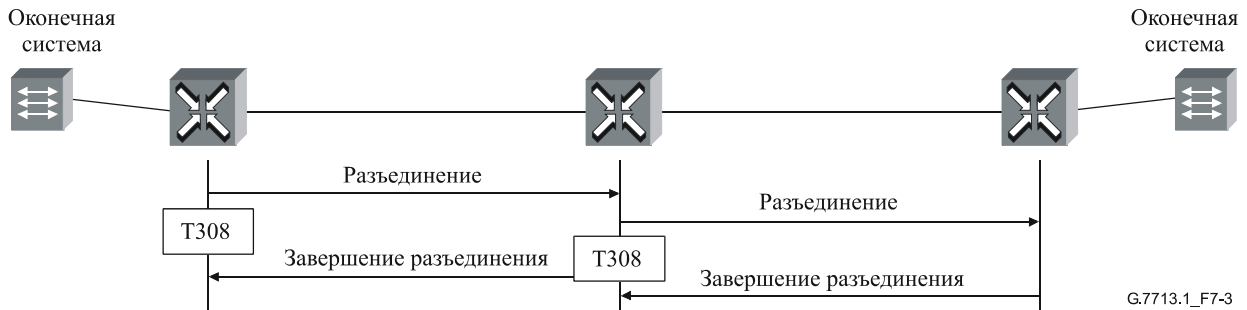 Оконечная
система
Оконечная
система
Разъединение
Разъединение
T308
T308
Завершение разъединения
Завершение разъединения
G.7713.1_F7-3